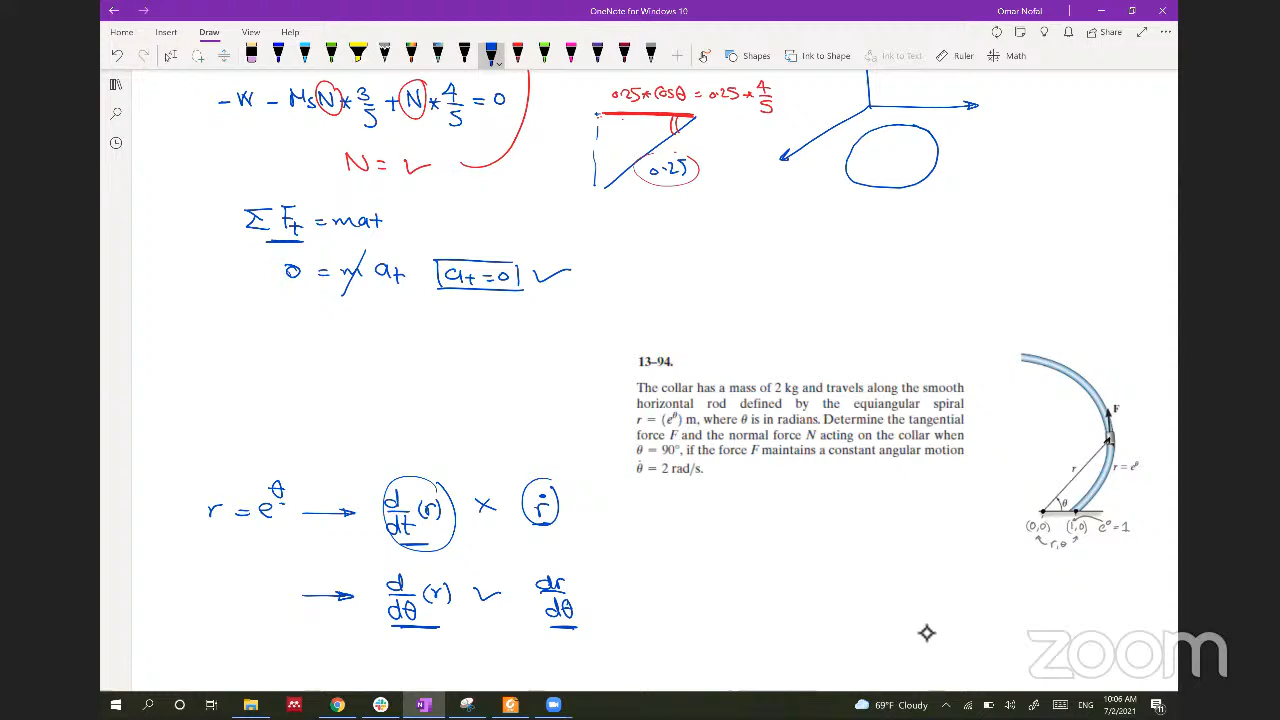 OneNote for Windows 10
Omar Nofal
Home Insert Draw View Help
Share
Shapes Ink to Shape Ink to Text Ruler Math
-W - μs N * 3/5 + N * 4/5 = 0
N = ✓
0.25 * cosθ = 0.25 * 4/5
0.25
Σ Ft = mat
0 = m at at = 0 ✓
13–94.
The collar has a mass of 2 kg and travels along the smooth
horizontal rod defined by the equiangular spiral
r = (e^θ) m, where θ is in radians. Determine the tangential
force F and the normal force N acting on the collar when
θ = 90°, if the force F maintains a constant angular motion
θ̇ = 2 rad/s.
F
r
r = e^θ
θ
(0,0) (1,0) e^0 = 1
r,θ
r = e^θ → d/dt (r) × ṙ
→ d/dθ (r) ✓ dr/dθ
zoom
69°F Cloudy
ENG
10:06 AM
7/2/2021